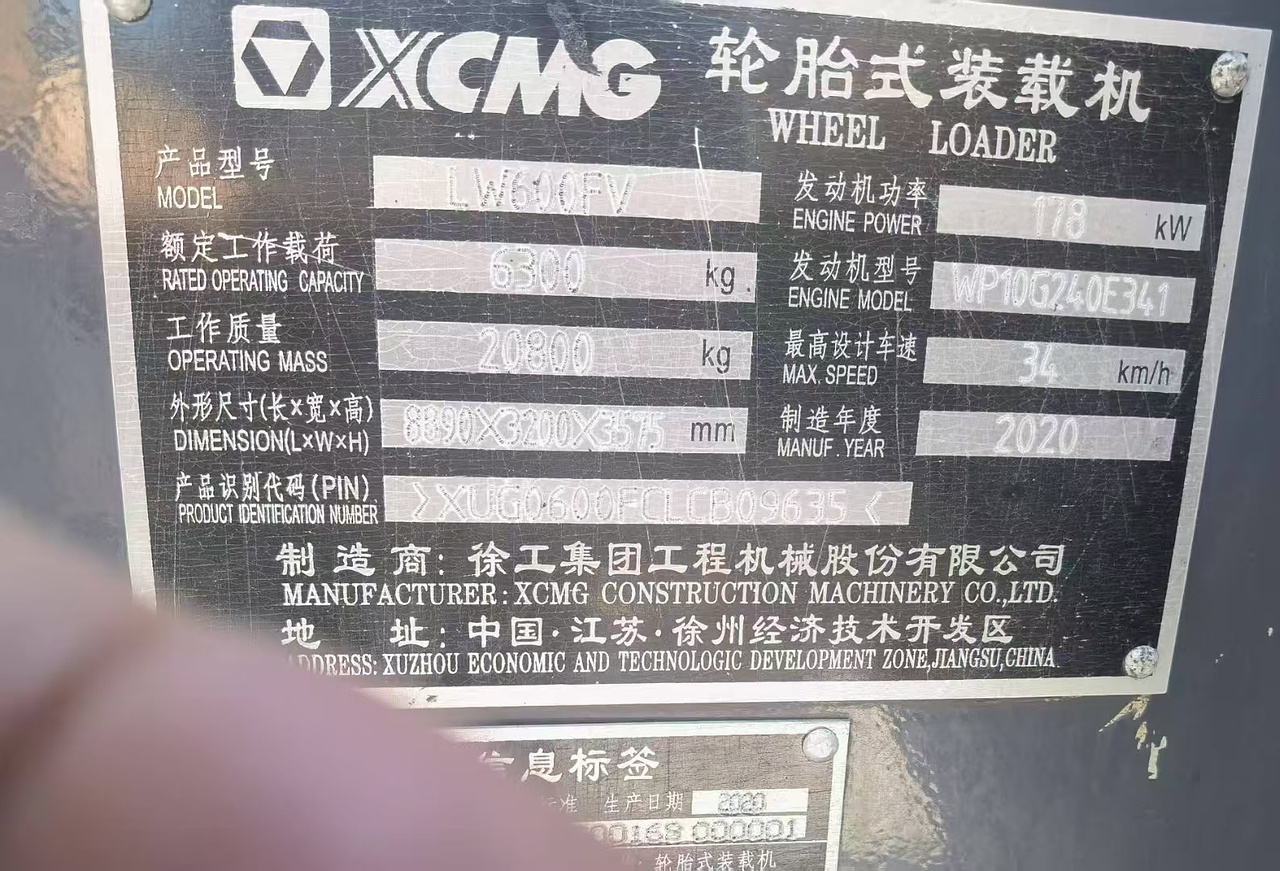 XCMG 轮胎式装载机
WHEEL LOADER
产品型号 LW600FV
MODEL
发动机功率 178 kW
ENGINE POWER
额定工作载荷 6300 kg
RATED OPERATING CAPACITY
发动机型号 WP10G240E341
ENGINE MODEL
工作质量 20800 kg
OPERATING MASS
最高设计车速 34 km/h
MAX. SPEED
外形尺寸(长×宽×高) 8890X3200X3575 mm
DIMENSION(L×W×H)
制造年度 2020
MANUF. YEAR
产品识别代码(PIN) >XUG0600FCLCB09635<
PRODUCT IDENTIFICATION NUMBER
制造商:徐工集团工程机械股份有限公司
MANUFACTURER: XCMG CONSTRUCTION MACHINERY CO.,LTD.
地址:中国·江苏·徐州经济技术开发区
ADDRESS: XUZHOU ECONOMIC AND TECHNOLOGIC DEVELOPMENT ZONE,JIANGSU,CHINA.
信息标签
标准 生产日期 2020
00168 000001
轮胎式装载机